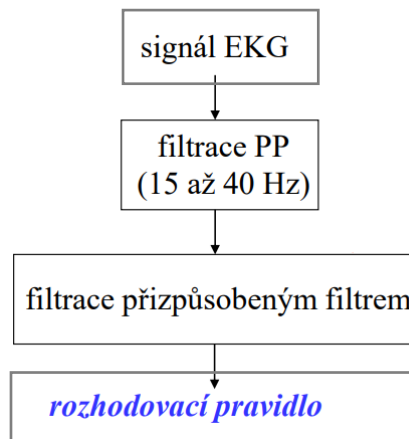 signál EKG
filtrace PP
(15 až 40 Hz)
filtrace přizpůsobeným filtrem
rozhodovací pravidlo